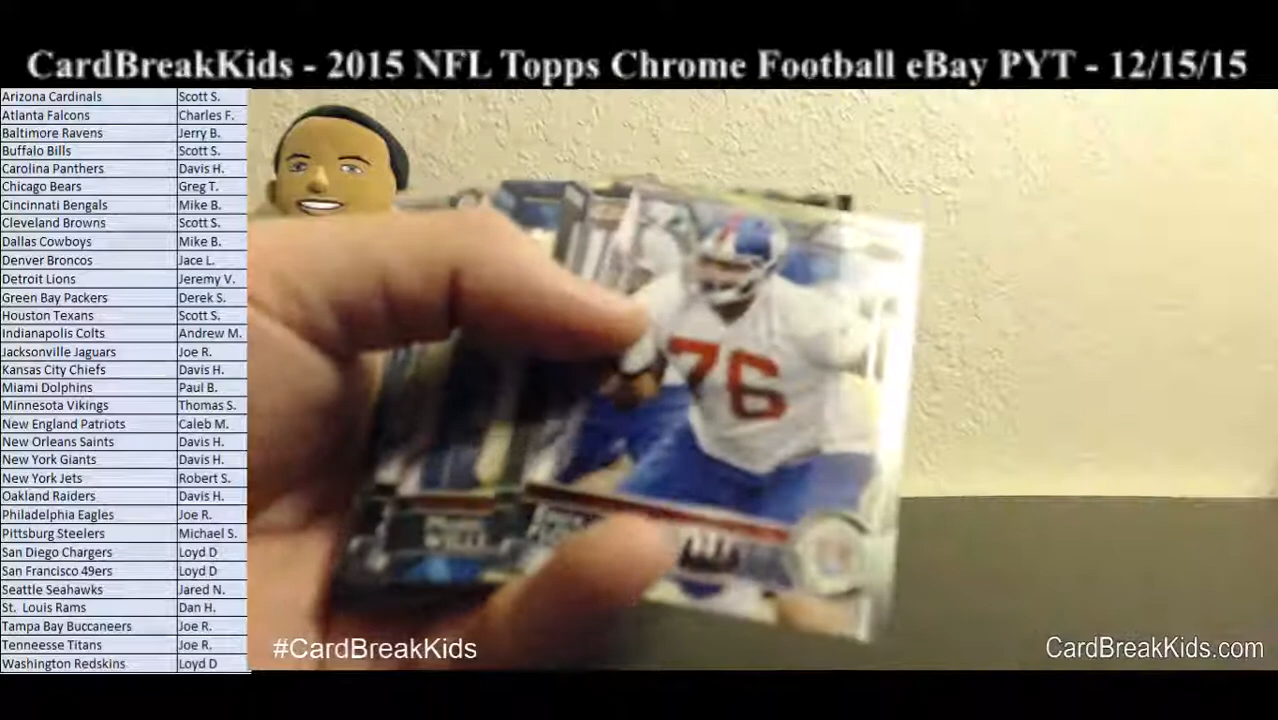 CardBreakKids - 2015 NFL Topps Chrome Football eBay PYT - 12/15/15
Arizona Cardinals Scott S.
Atlanta Falcons Charles F.
Baltimore Ravens Jerry B.
Buffalo Bills Scott S.
Carolina Panthers Davis H.
Chicago Bears Greg T.
Cincinnati Bengals Mike B.
Cleveland Browns Scott S.
Dallas Cowboys Mike B.
Denver Broncos Jace L.
Detroit Lions Jeremy V.
Green Bay Packers Derek S.
Houston Texans Scott S.
Indianapolis Colts Andrew M.
Jacksonville Jaguars Joe R.
Kansas City Chiefs Davis H.
Miami Dolphins Paul B.
Minnesota Vikings Thomas S.
New England Patriots Caleb M.
New Orleans Saints Davis H.
New York Giants Davis H.
New York Jets Robert S.
Oakland Raiders Davis H.
Philadelphia Eagles Joe R.
Pittsburg Steelers Michael S.
San Diego Chargers Loyd D
San Francisco 49ers Loyd D
Seattle Seahawks Jared N.
St. Louis Rams Dan H.
Tampa Bay Buccaneers Joe R.
Tenneesse Titans Joe R.
Washington Redskins Loyd D
76
#CardBreakKids
CardBreakKids.com